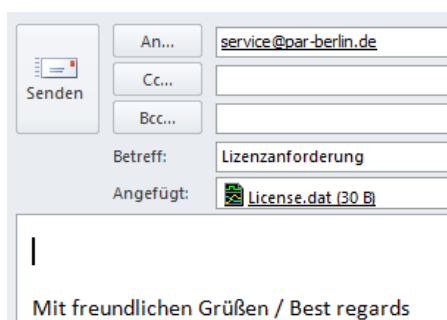 An...
service@par-berlin.de
Senden
Cc...
Bcc...
Betreff:
Lizenzanforderung
Angefügt:
License.dat (30 B)
Mit freundlichen Grüßen / Best regards